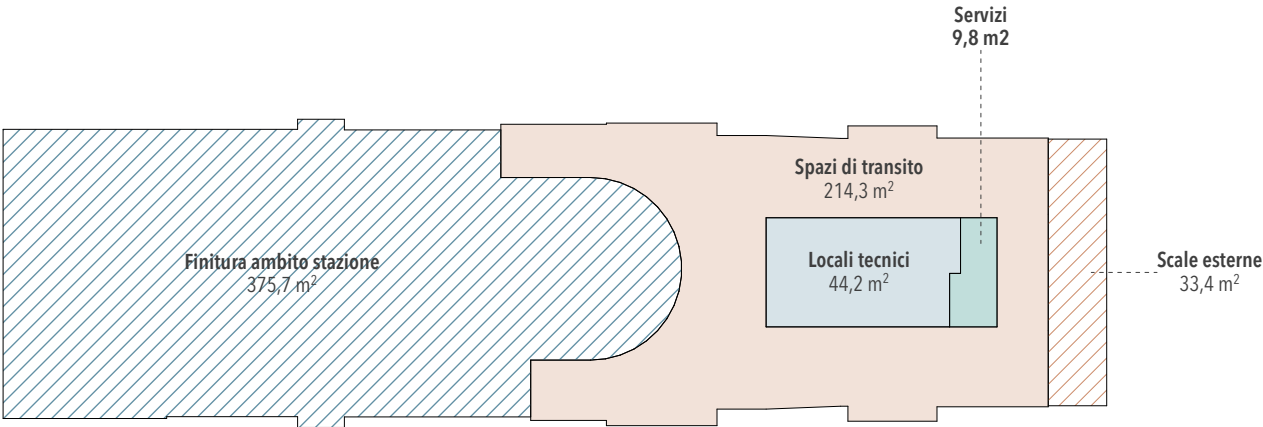 Servizi
9,8 m2
Spazi di transito
214,3 m²
Finitura ambito stazione
375,7 m²
Locali tecnici
44,2 m²
Scale esterne
33,4 m²